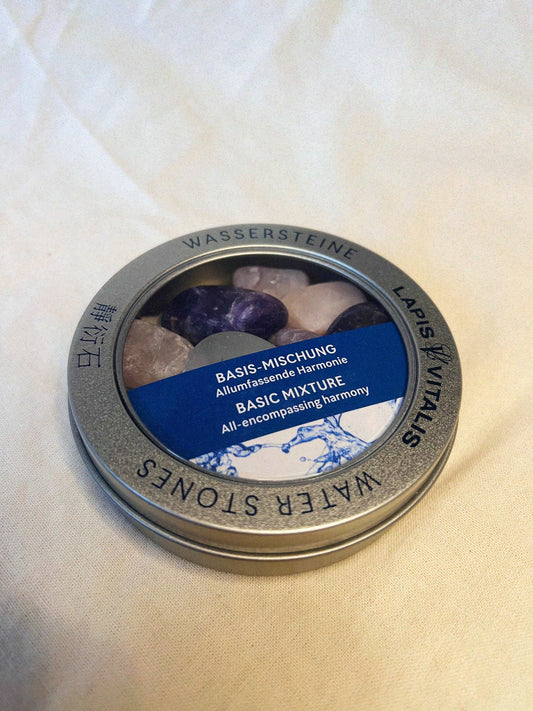 WASSERSTEINE
LAPIS VITALIS
BASIS-MISCHUNG
Allumfassende Harmonie
BASIC MIXTURE
All-encompassing harmony
WATER STONES